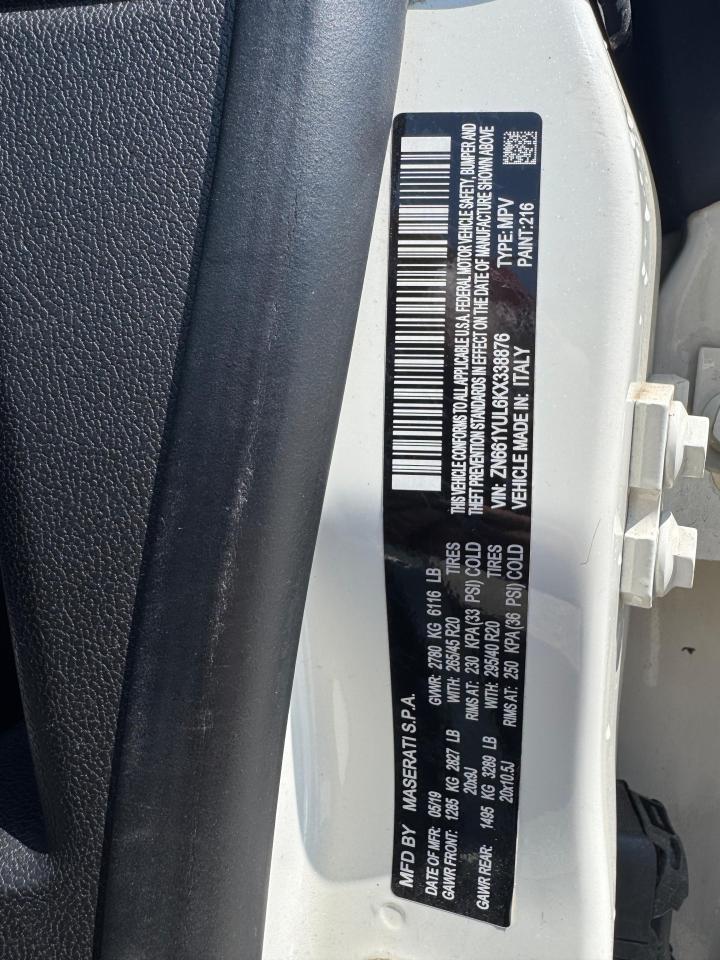 MFD BY MASERATI S.P.A.
DATE OF MFR: 05/19 GVWR: 2780 KG 6116 LB
GAWR FRONT: 1285 KG 2827 LB WITH: 265/45 R20 TIRES
20x9J RIMS AT: 230 KPA (33 PSI) COLD
GAWR REAR: 1495 KG 3289 LB WITH: 295/40 R20 TIRES
20x10.5J RIMS AT: 250 KPA (36 PSI) COLD
THIS VEHICLE CONFORMS TO ALL APPLICABLE U.S.A. FEDERAL MOTOR VEHICLE SAFETY, BUMPER AND
THEFT PREVENTION STANDARDS IN EFFECT ON THE DATE OF MANUFACTURE SHOWN ABOVE
VIN: ZN661YUL6KX338876 TYPE: MPV
VEHICLE MADE IN: ITALY PAINT: 216